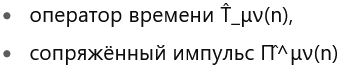 • оператор времени T̂_μν(n),
• сопряжённый импульс Π̂^μν(n)